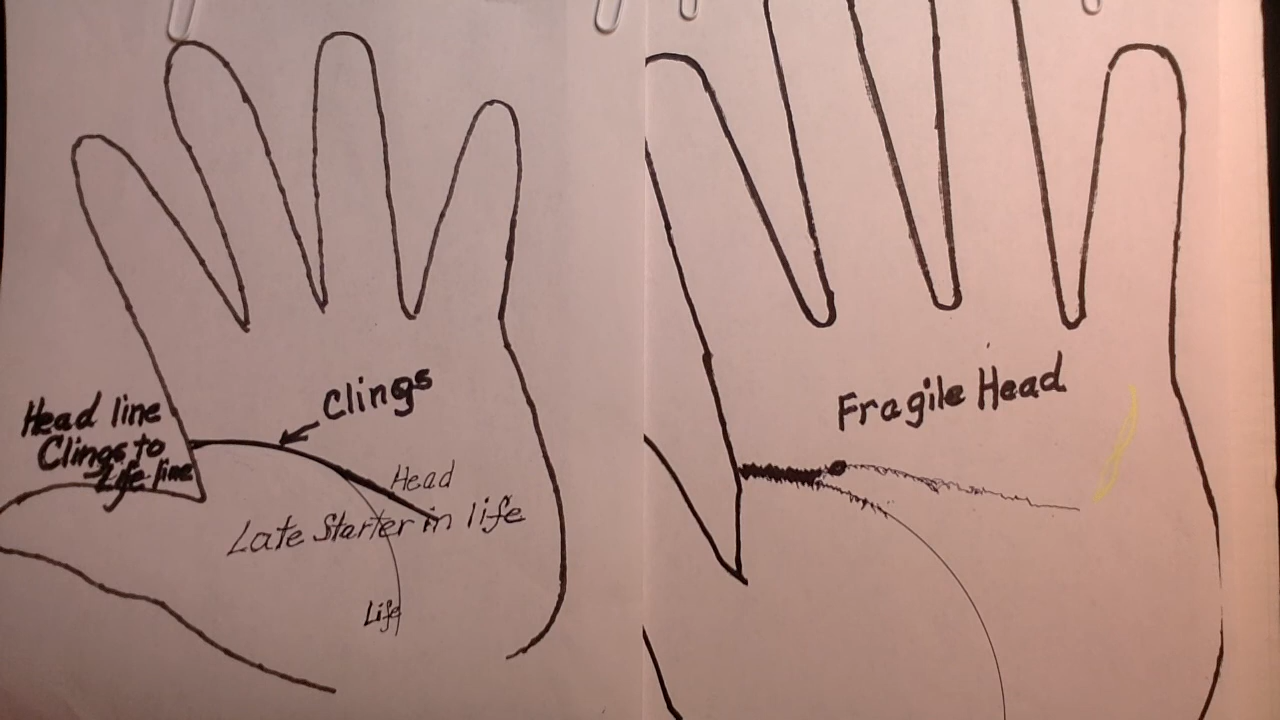 Clings
Head line
Clings to
Life line
Head
Late Starter in life
Life
Fragile Head